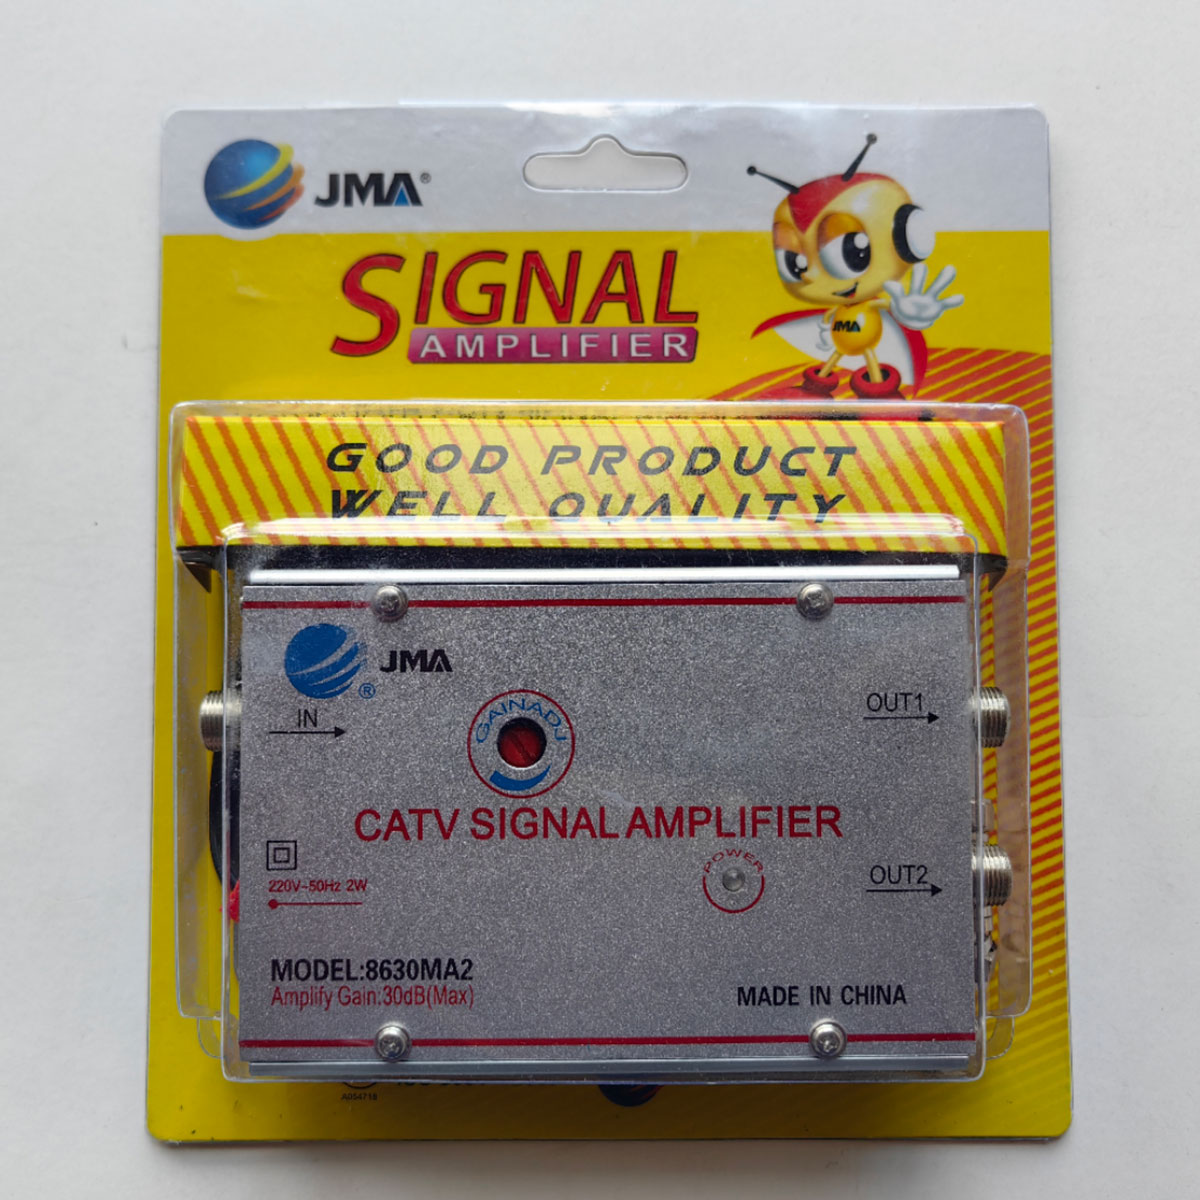 JMA®
SIGNAL
AMPLIFIER
JMA
GOOD PRODUCT
WELL QUALITY
JMA
®
IN
GAINADJ
OUT1
CATV SIGNAL AMPLIFIER
POWER
OUT2
220V~50Hz 2W
MODEL:8630MA2
Amplify Gain:30dB(Max)
MADE IN CHINA
A054718